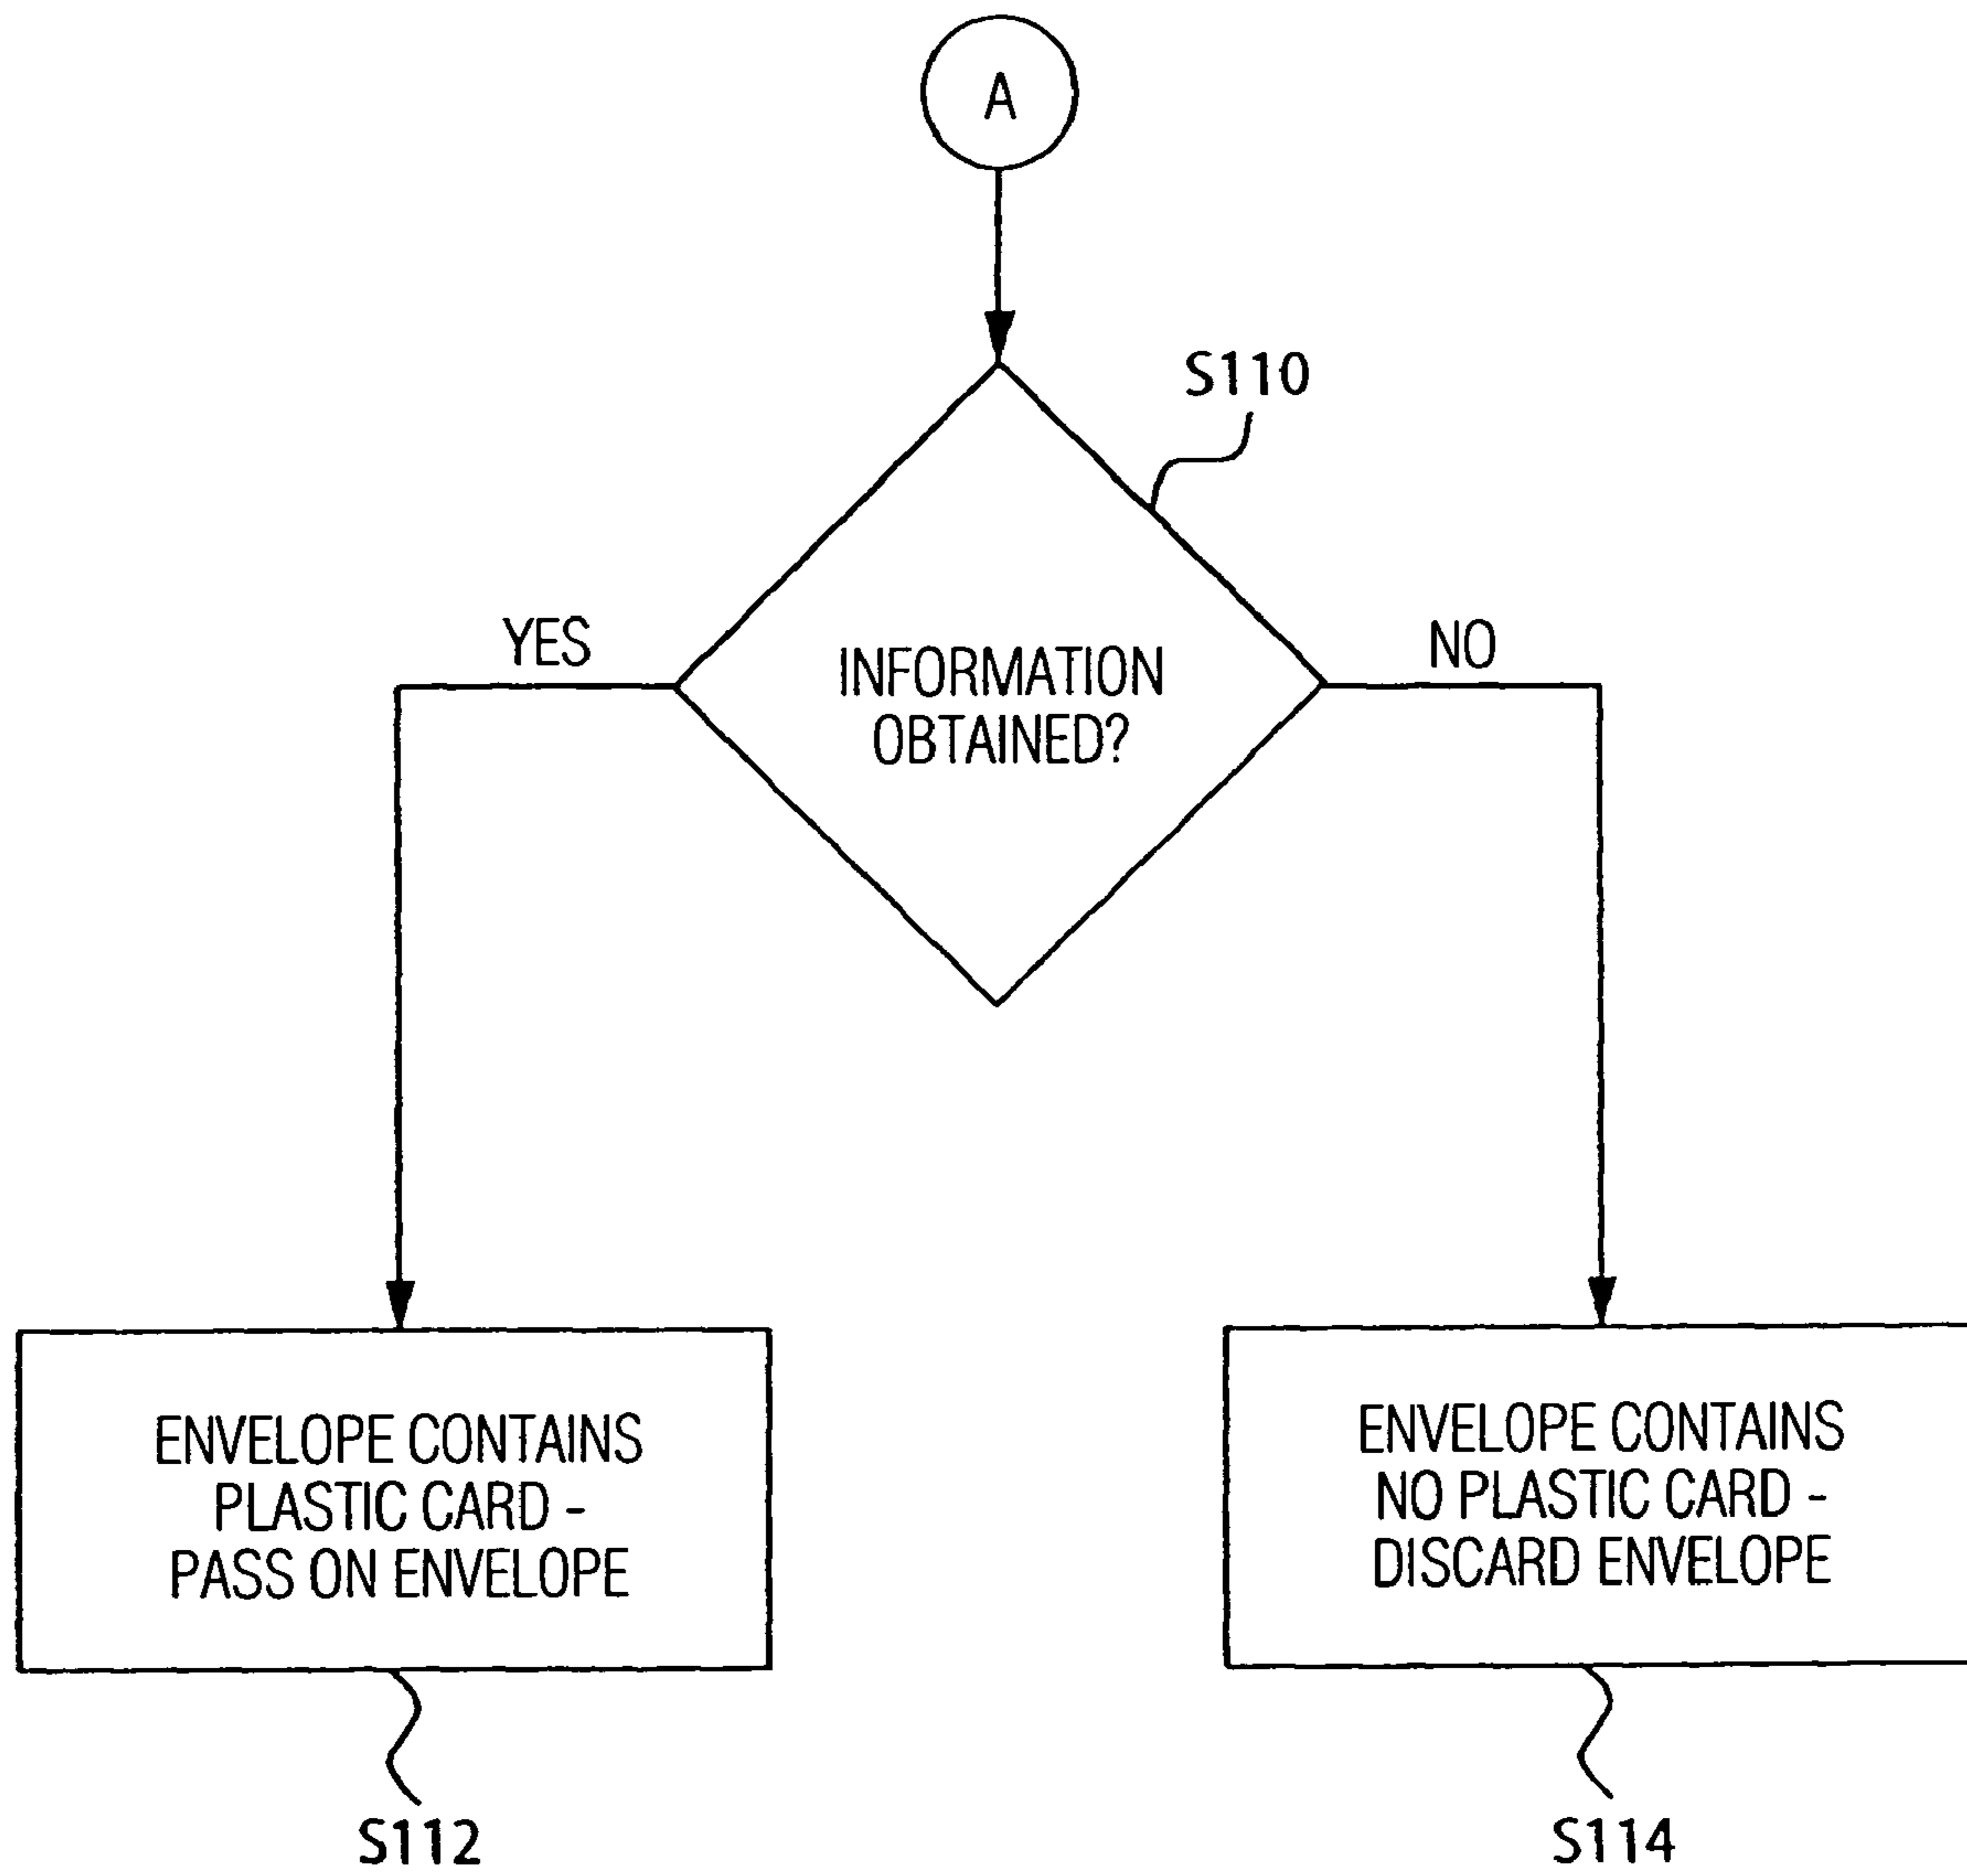 A
S110
YES
NO
INFORMATION
OBTAINED?
ENVELOPE CONTAINS
PLASTIC CARD -
PASS ON ENVELOPE
ENVELOPE CONTAINS
NO PLASTIC CARD -
DISCARD ENVELOPE
S112
S114